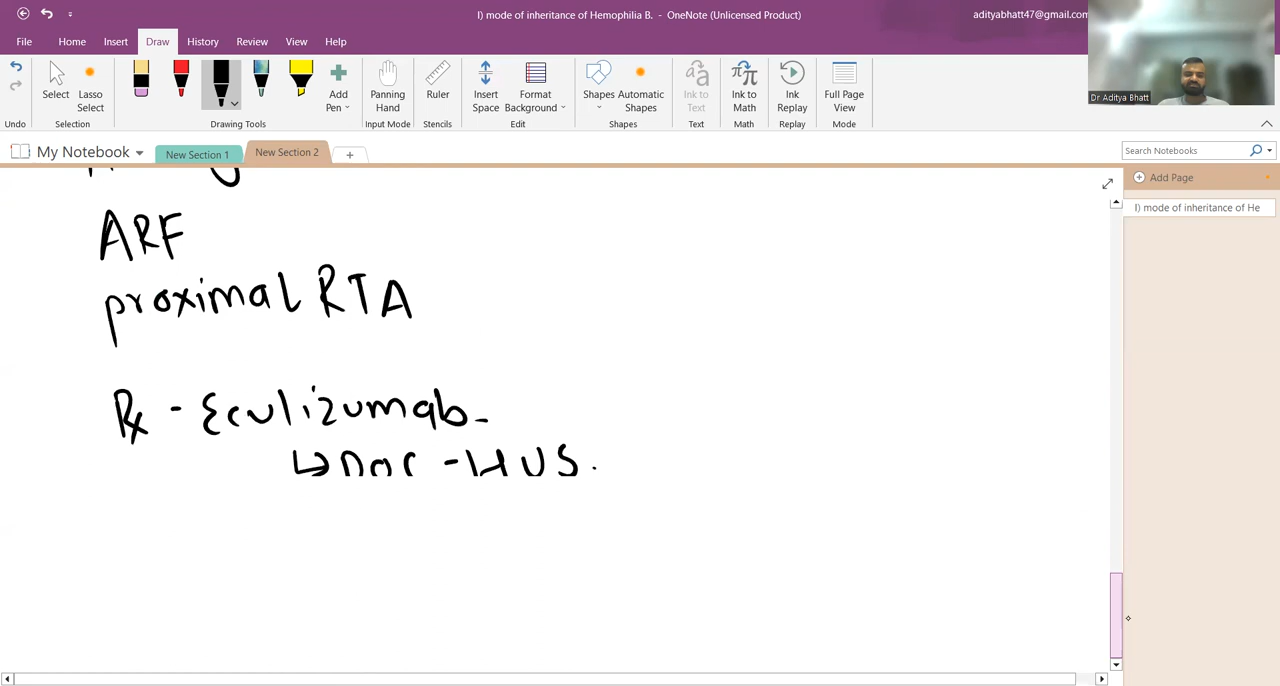 I) mode of inheritance of Hemophilia B. - OneNote (Unlicensed Product)
adityabhatt47@gmail.com
Dr Aditya Bhatt
File Home Insert Draw History Review View Help
Undo
Select
Lasso Select
Selection
Drawing Tools
Add Pen
Panning Hand
Input Mode
Ruler
Stencils
Insert Space
Format Background
Edit
Shapes
Automatic Shapes
Shapes
Ink to Text
Text
Ink to Math
Math
Ink Replay
Replay
Full Page View
Mode
My Notebook
New Section 1
New Section 2
Search Notebooks
Add Page
I) mode of inheritance of He
ARF
proximal RTA
Rx - Eculizumab
↳ - HUS.